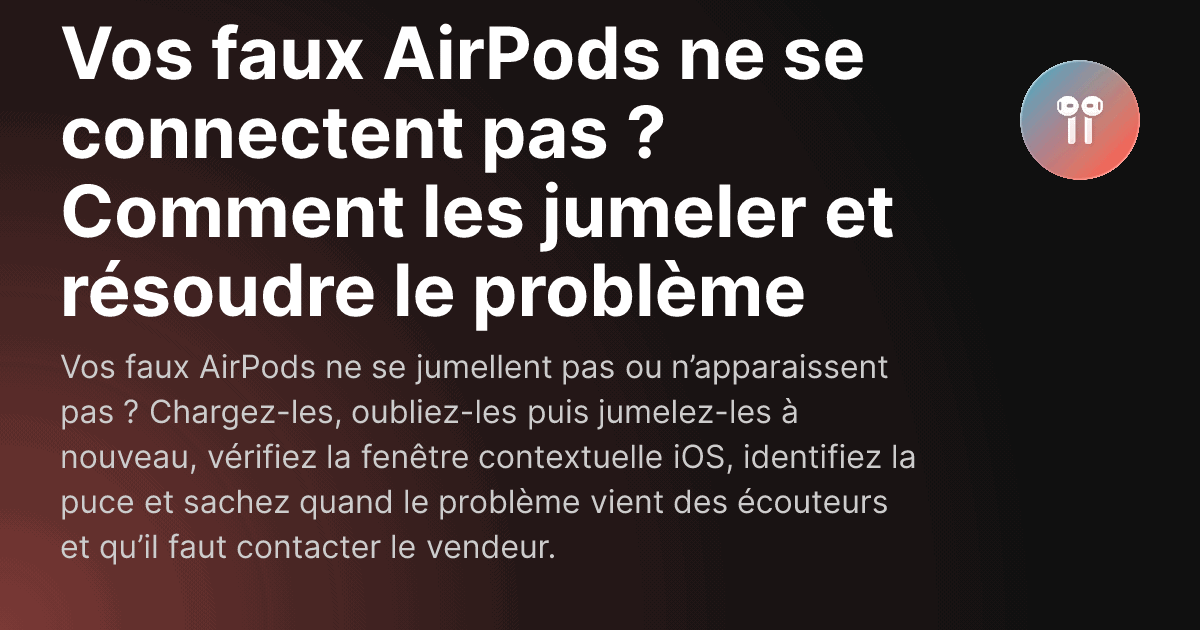 Vos faux AirPods ne se
connectent pas ?
Comment les jumeler et
résoudre le problème
Vos faux AirPods ne se jumellent pas ou n’apparaissent
pas ? Chargez-les, oubliez-les puis jumelez-les à
nouveau, vérifiez la fenêtre contextuelle iOS, identifiez la
puce et sachez quand le problème vient des écouteurs
et qu’il faut contacter le vendeur.